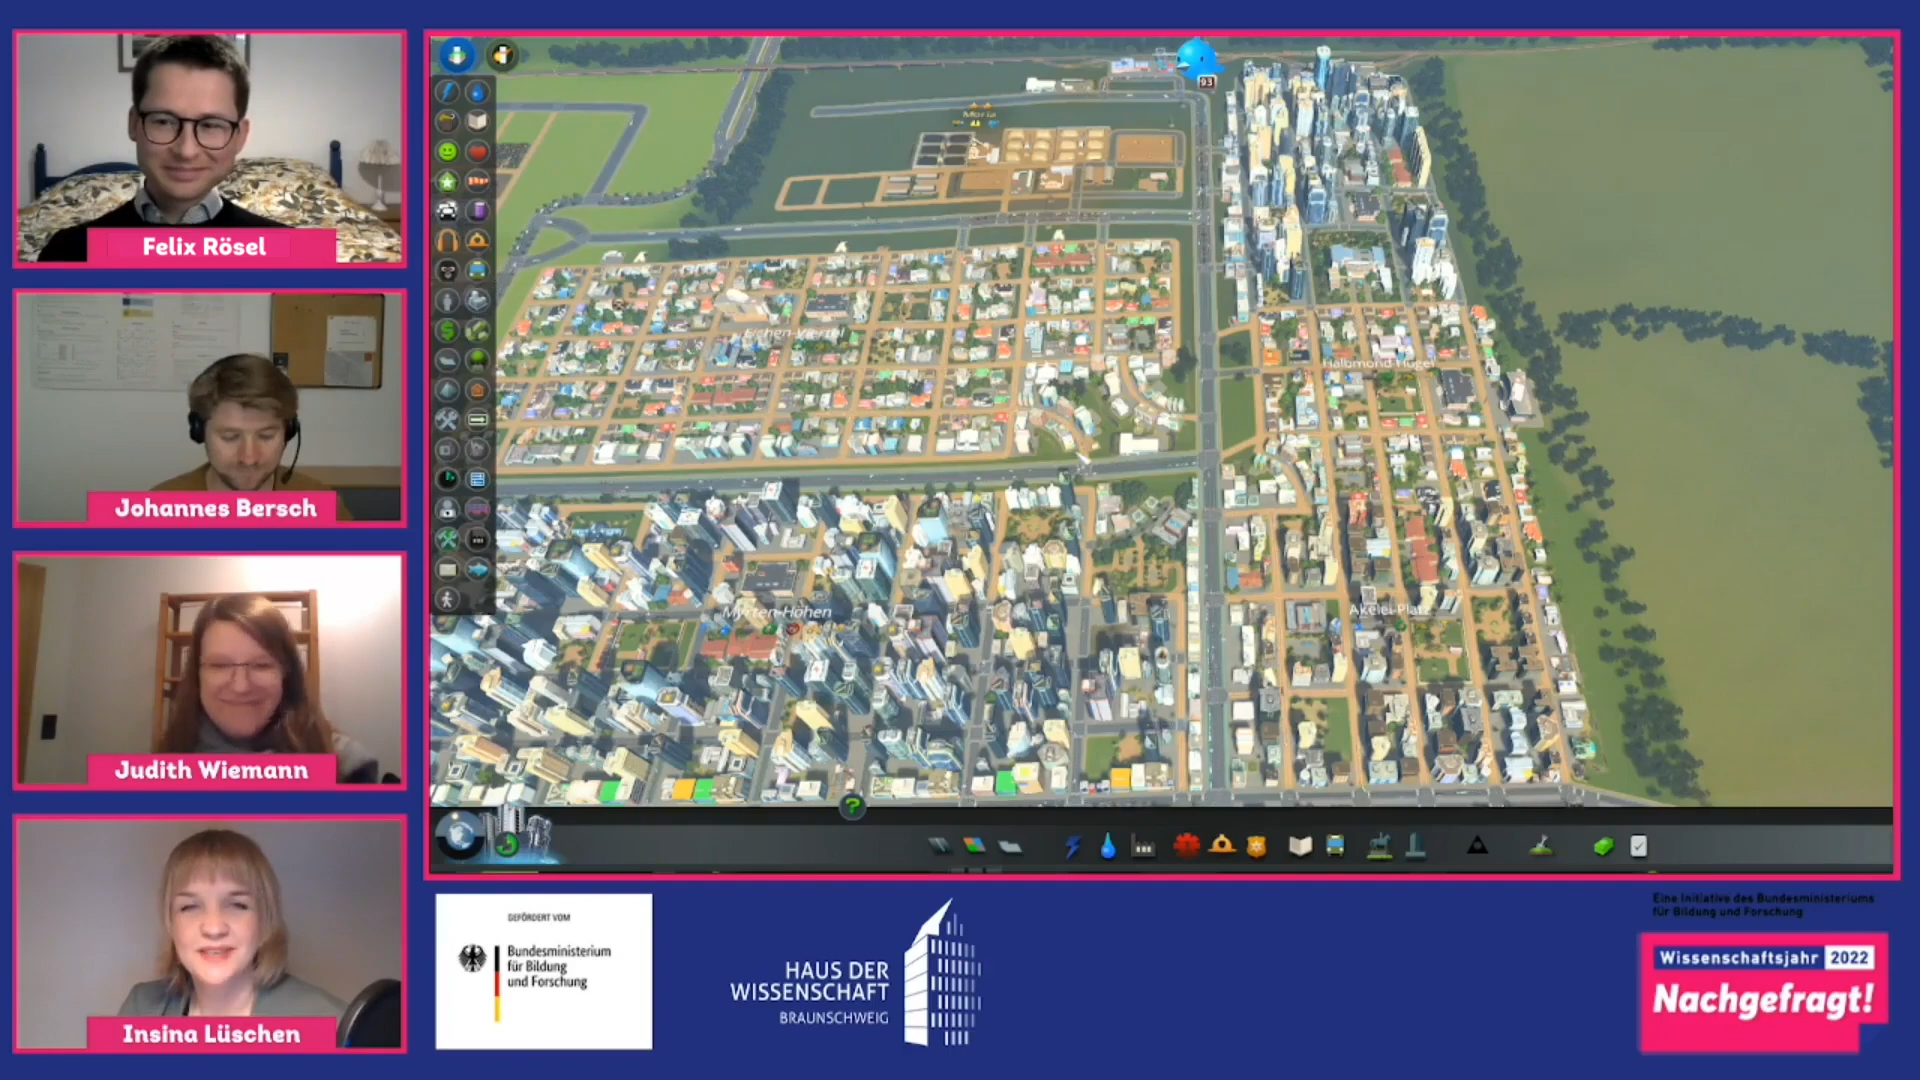 Felix Rösel
Johannes Bersch
Judith Wiemann
Insina Lüschen
93
Eichen-Viertel
Halbmond-Hügel
Myrten-Höhen
Akelei-Platz
?
GEFÖRDERT VOM
Bundesministerium
für Bildung
und Forschung
HAUS DER
WISSENSCHAFT
BRAUNSCHWEIG
Eine Initiative des Bundesministeriums
für Bildung und Forschung
Wissenschaftsjahr 2022
Nachgefragt!